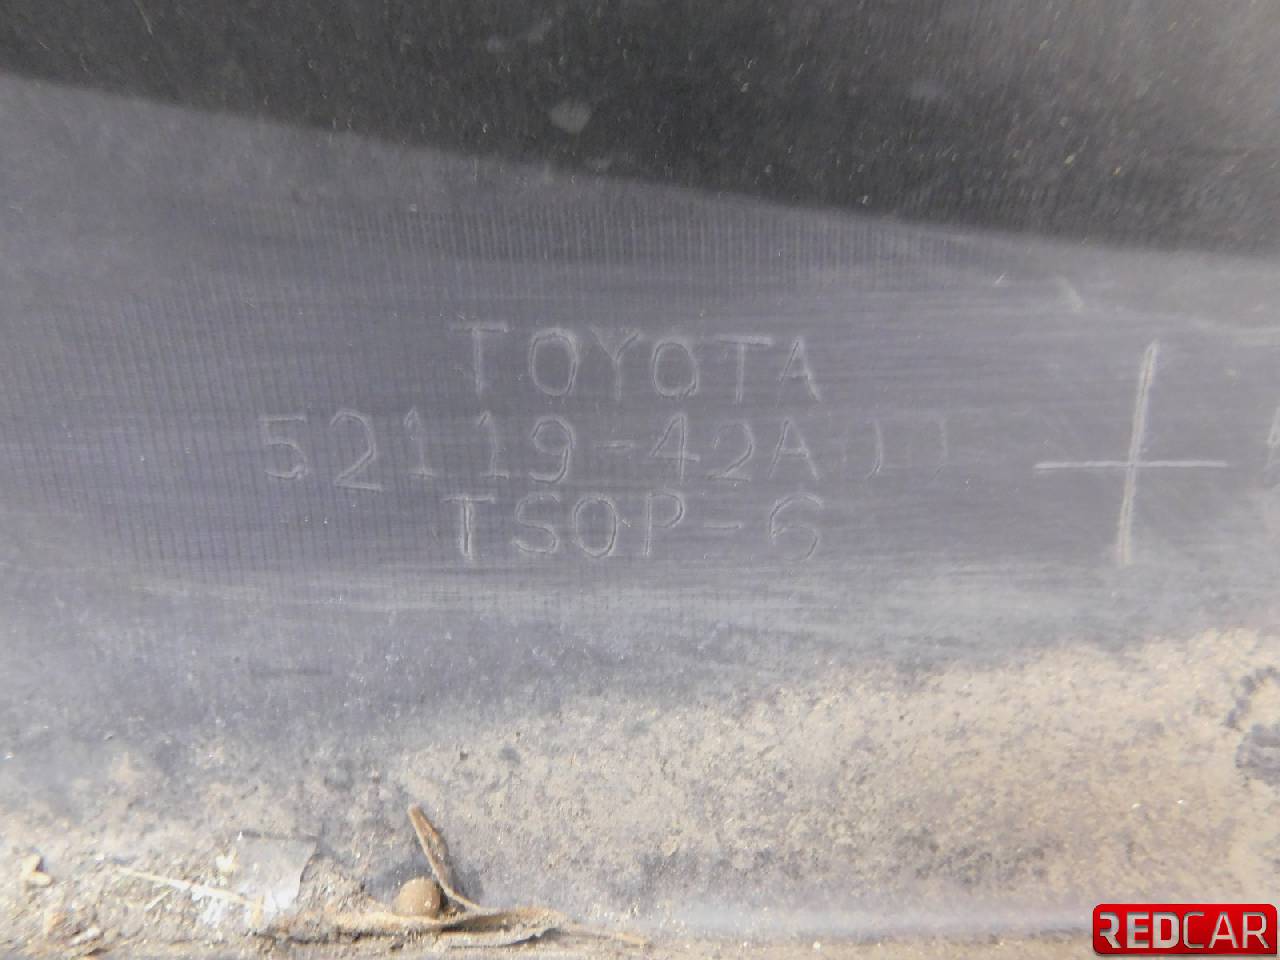 TOYOTA
52119-42A
TSOP-6
REDCAR